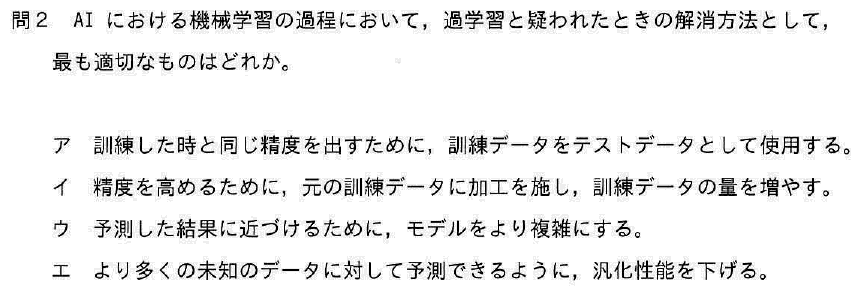 問2 AI における機械学習の過程において，過学習と疑われたときの解消方法として，
最も適切なものはどれか。
ア 訓練した時と同じ精度を出すために，訓練データをテストデータとして使用する。
イ 精度を高めるために，元の訓練データに加工を施し，訓練データの量を増やす。
ウ 予測した結果に近づけるために，モデルをより複雑にする。
エ より多くの未知のデータに対して予測できるように，汎化性能を下げる。